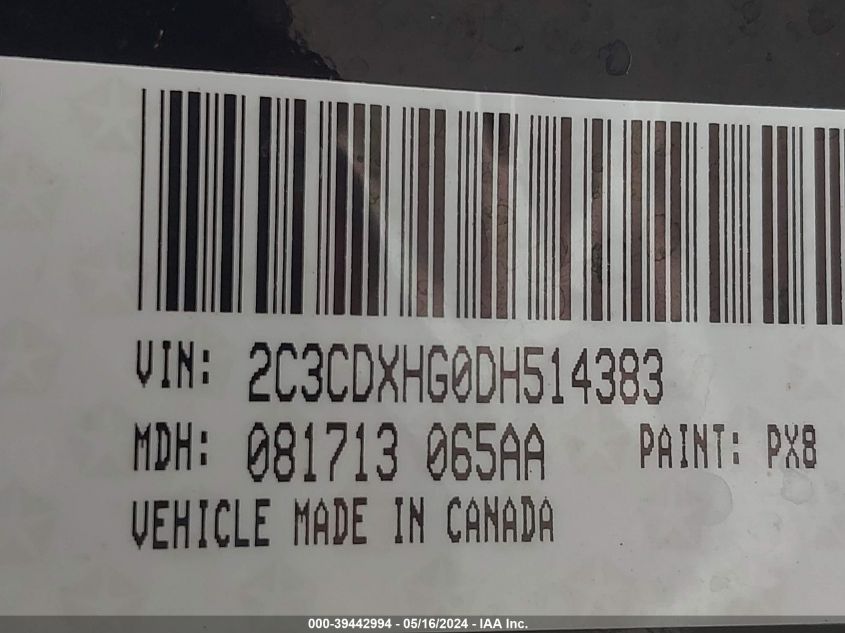 VIN: 2C3CDXHG0DH514383
MDH: 081713 065AA PAINT: PX8
VEHICLE MADE IN CANADA
000-39442994 - 05/16/2024 - IAA Inc.